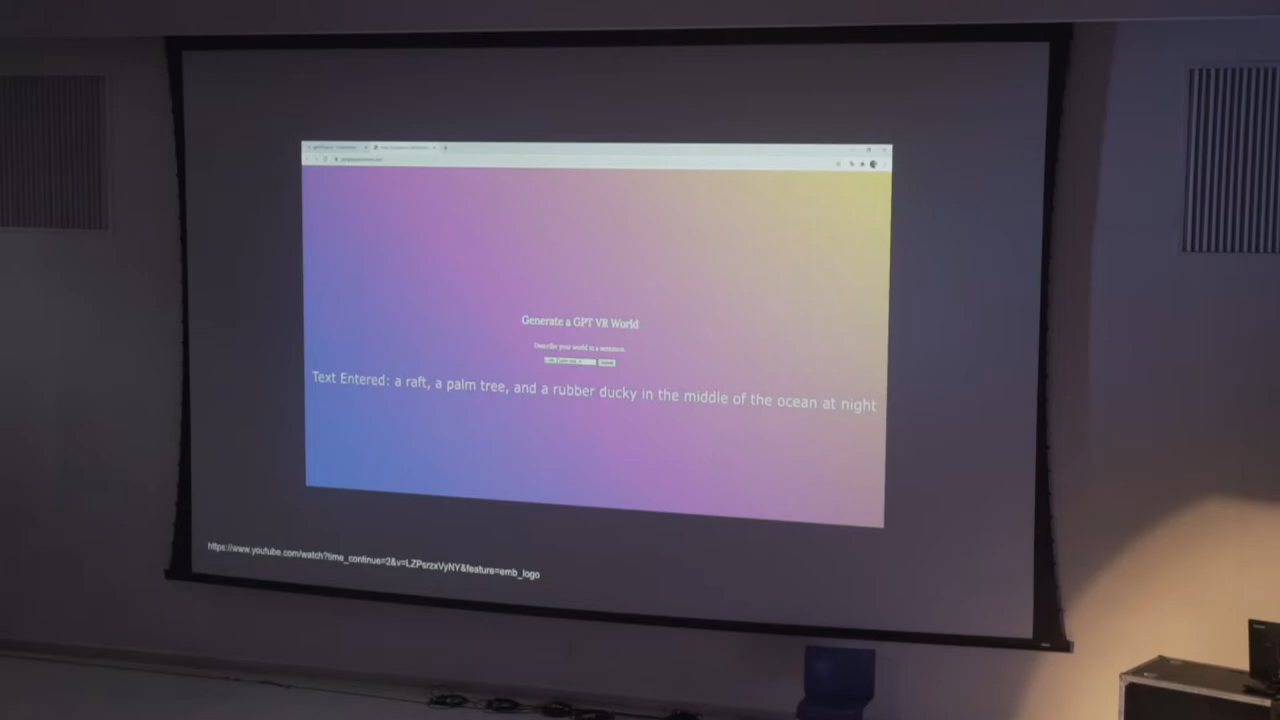 Generate a GPT VR World
Describe your world in a sentence.
Text Entered: a raft, a palm tree, and a rubber ducky in the middle of the ocean at night
https://www.youtube.com/watch?time_continue=2&v=LZPsrzxVyNY&feature=emb_logo